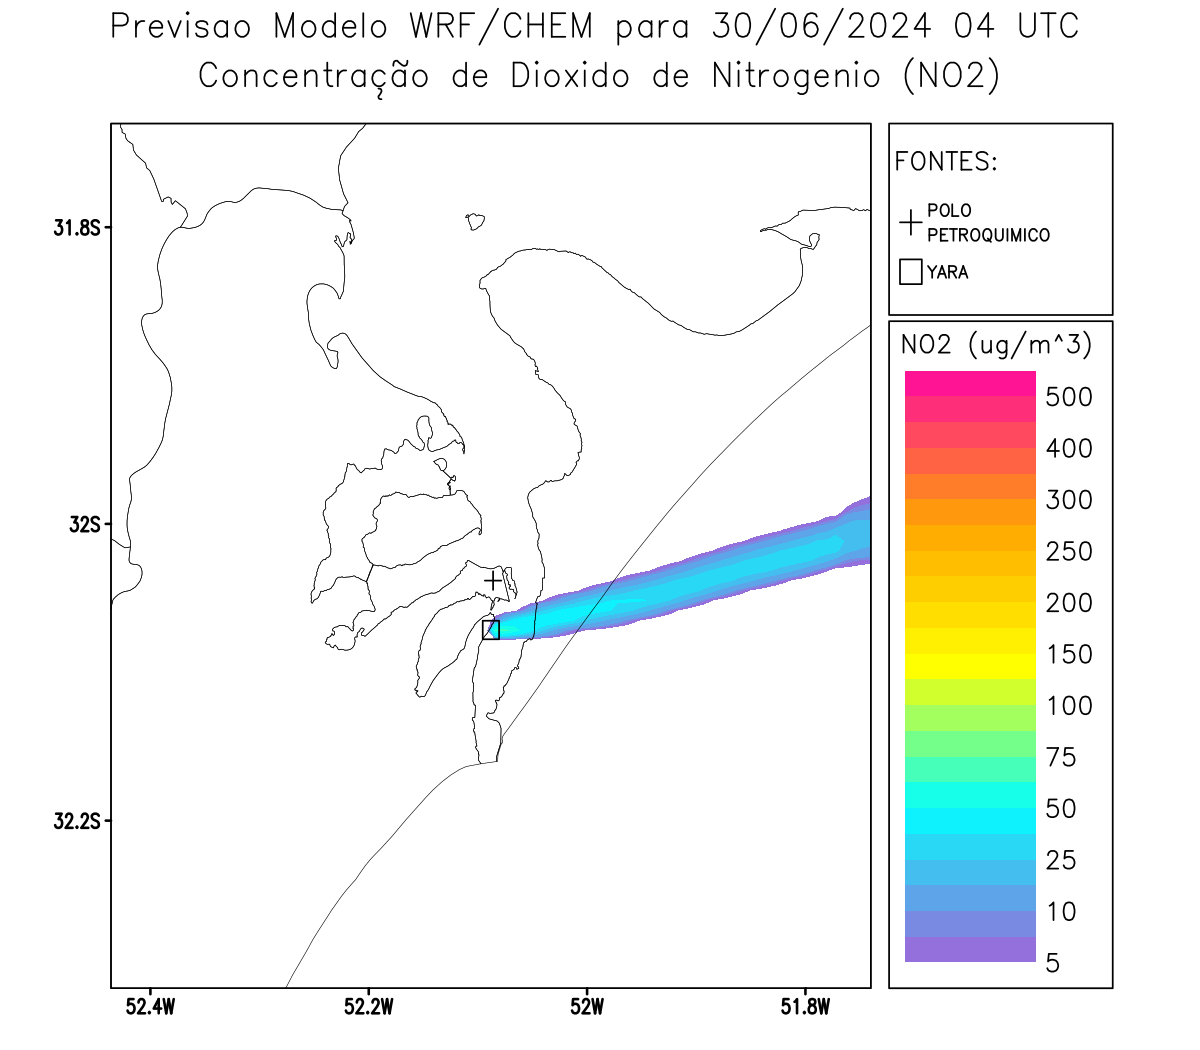 Previsao Modelo WRF/CHEM para 30/06/2024 04 UTC
Concentração de Dioxido de Nitrogenio (NO2)
FONTES:
POLO
PETROQUIMICO
YARA
NO2 (ug/m^3)
500
400
300
250
200
150
100
75
50
25
10
5
31.8S
32S
32.2S
52.4W
52.2W
52W
51.8W